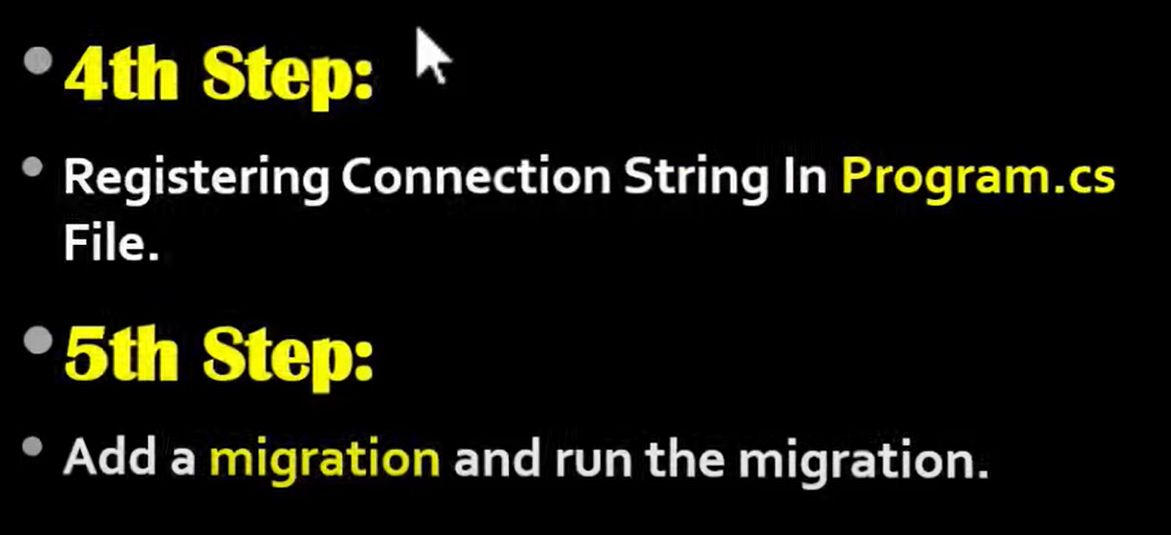 4th Step:
Registering Connection String In Program.cs
File.
5th Step:
Add a migration and run the migration.